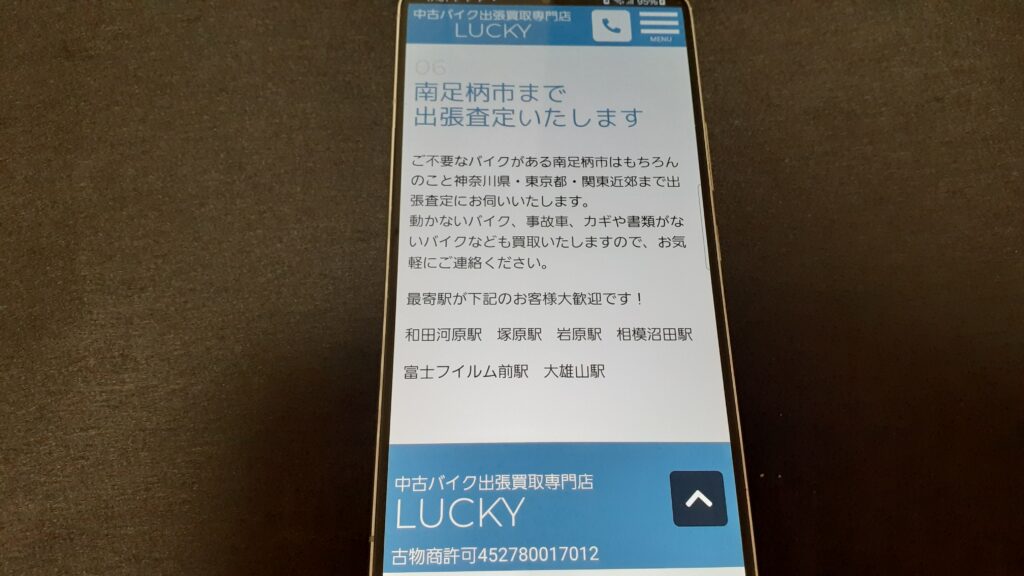 95%
中古バイク出張買取専門店
LUCKY
MENU
06
南足柄市まで
出張査定いたします
ご不要なバイクがある南足柄市はもちろん
のこと神奈川県・東京都・関東近郊まで出
張査定にお伺いいたします。
動かないバイク、事故車、カギや書類がな
いバイクなども買取いたしますので、お気
軽にご連絡ください。
最寄駅が下記のお客様大歓迎です！
和田河原駅 塚原駅 岩原駅 相模沼田駅
富士フイルム前駅 大雄山駅
中古バイク出張買取専門店
LUCKY
古物商許可452780017012